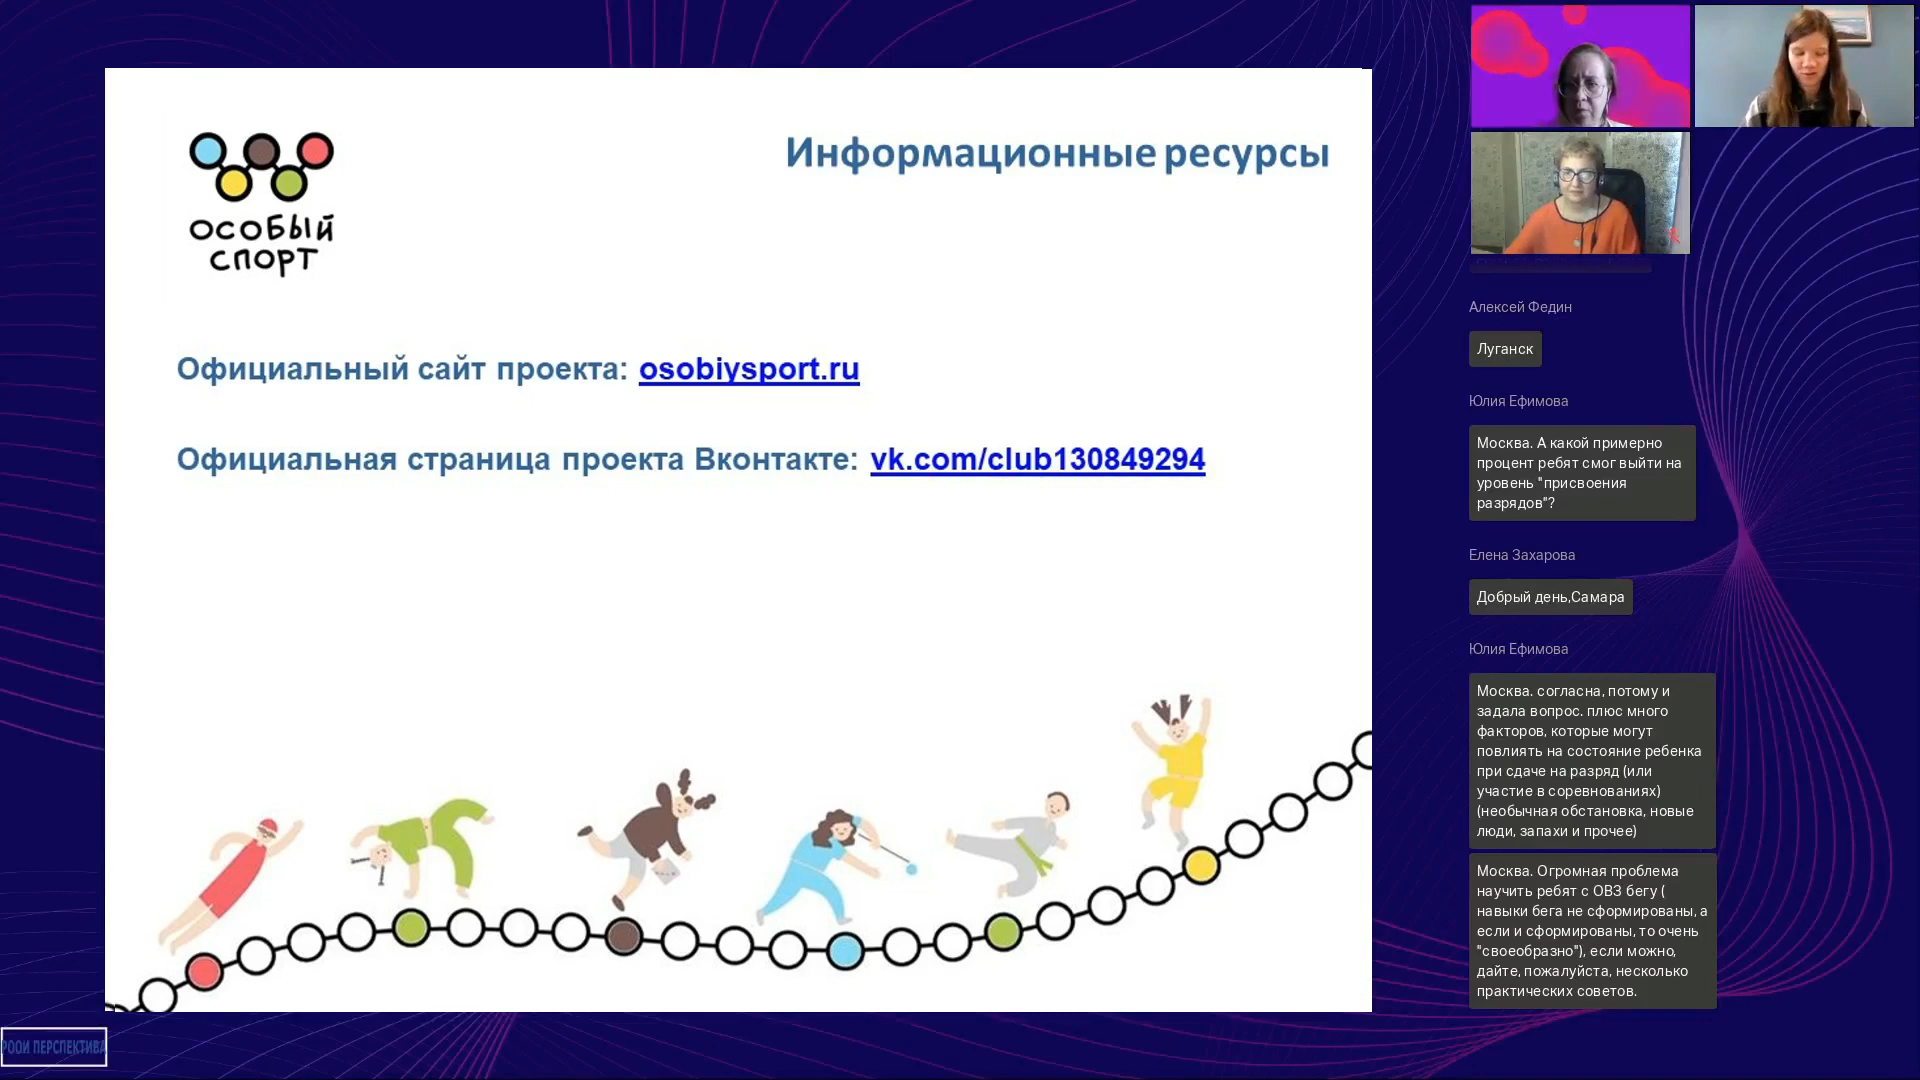 Информационные ресурсы
особый
спорт
Официальный сайт проекта: osobiysport.ru
Официальная страница проекта Вконтакте: vk.com/club130849294
Алексей Федин
Луганск
Юлия Ефимова
Москва. А какой примерно
процент ребят смог выйти на
уровень "присвоения
разрядов"?
Елена Захарова
Добрый день,Самара
Юлия Ефимова
Москва. согласна, потому и
задала вопрос. плюс много
факторов, которые могут
повлиять на состояние ребенка
при сдаче на разряд (или
участие в соревнованиях)
(необычная обстановка, новые
люди, запахи и прочее)
Москва. Огромная проблема
научить ребят с ОВЗ бегу (
навыки бега не сформированы, а
если и сформированы, то очень
"своеобразно"), если можно,
дайте, пожалуйста, несколько
практических советов.
РООИ ПЕРСПЕКТИВА